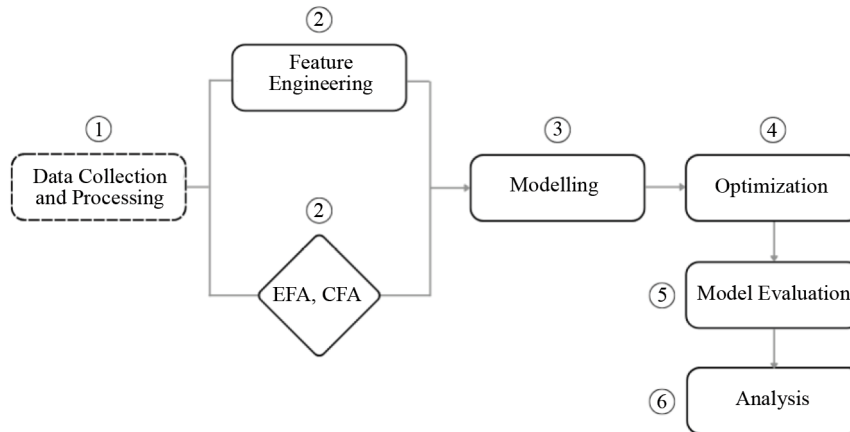 ②
Feature
Engineering
①
Data Collection
and Processing
②
EFA, CFA
③
Modelling
④
Optimization
⑤
Model Evaluation
⑥
Analysis